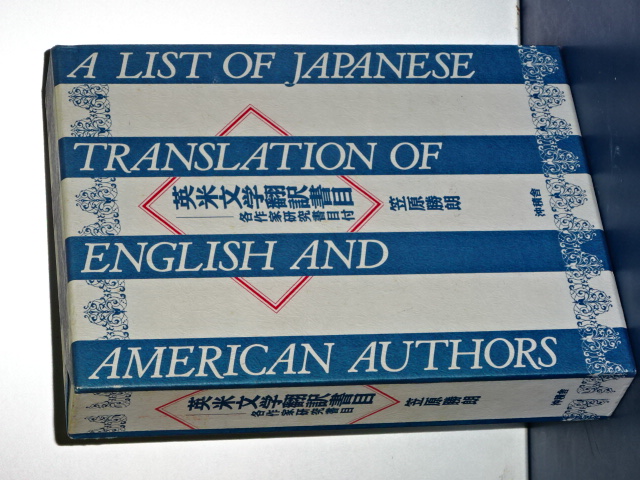 A LIST OF JAPANESE
TRANSLATION OF
英米文学翻訳書目
各作家研究書目付
笠原勝朗
沖積舎
ENGLISH AND
AMERICAN AUTHORS
英米文学翻訳書目
各作家研究書目付
笠原勝朗
沖積舎